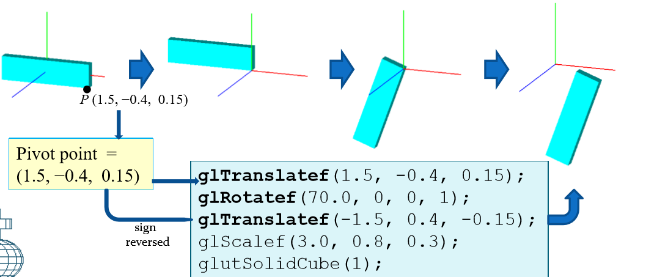 P (1.5, −0.4, 0.15)
Pivot point =
(1.5, −0.4, 0.15)
sign
reversed
glTranslatef(1.5, -0.4, 0.15);
glRotatef(70.0, 0, 0, 1);
glTranslatef(-1.5, 0.4, -0.15);
glScalef(3.0, 0.8, 0.3);
glutSolidCube(1);